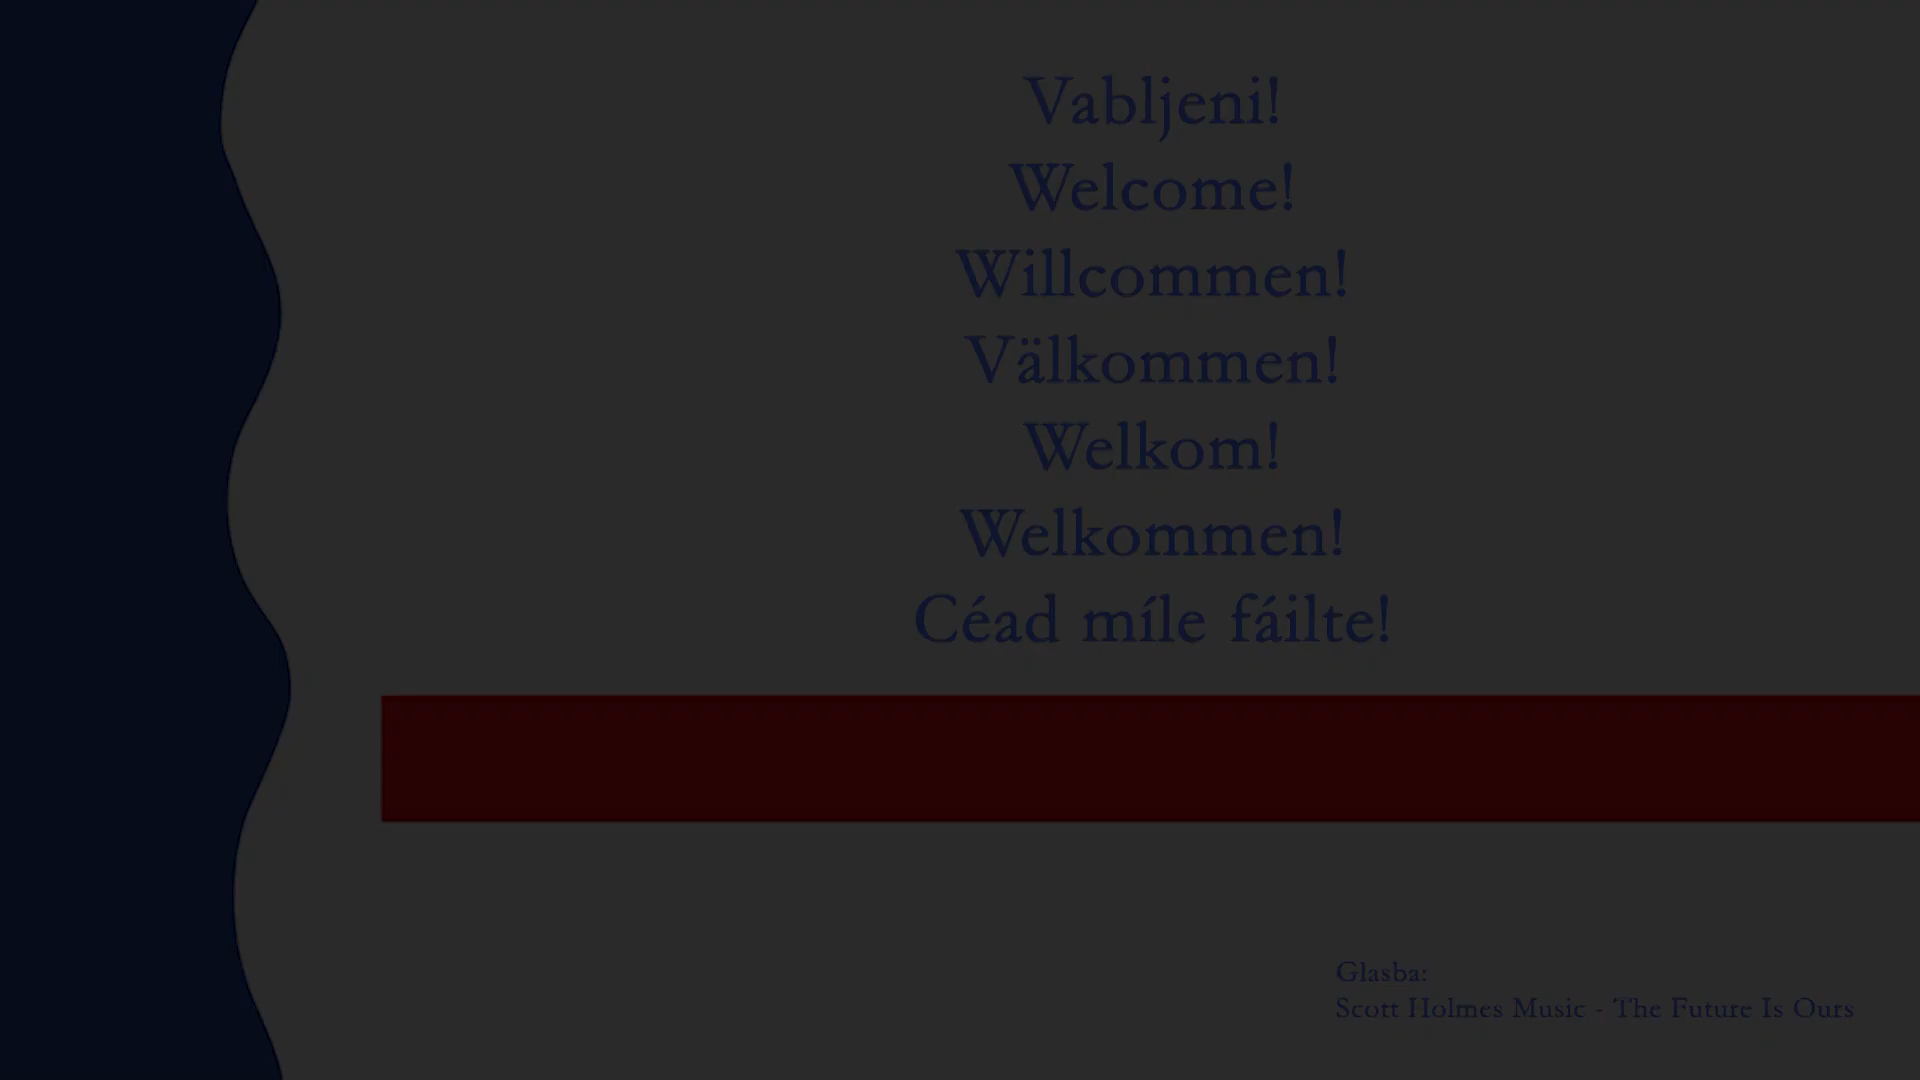 Vabljeni!
Welcome!
Willcommen!
Välkommen!
Welkom!
Welkommen!
Céad míle fáilte!
Glasba:
Scott Holmes Music - The Future Is Ours